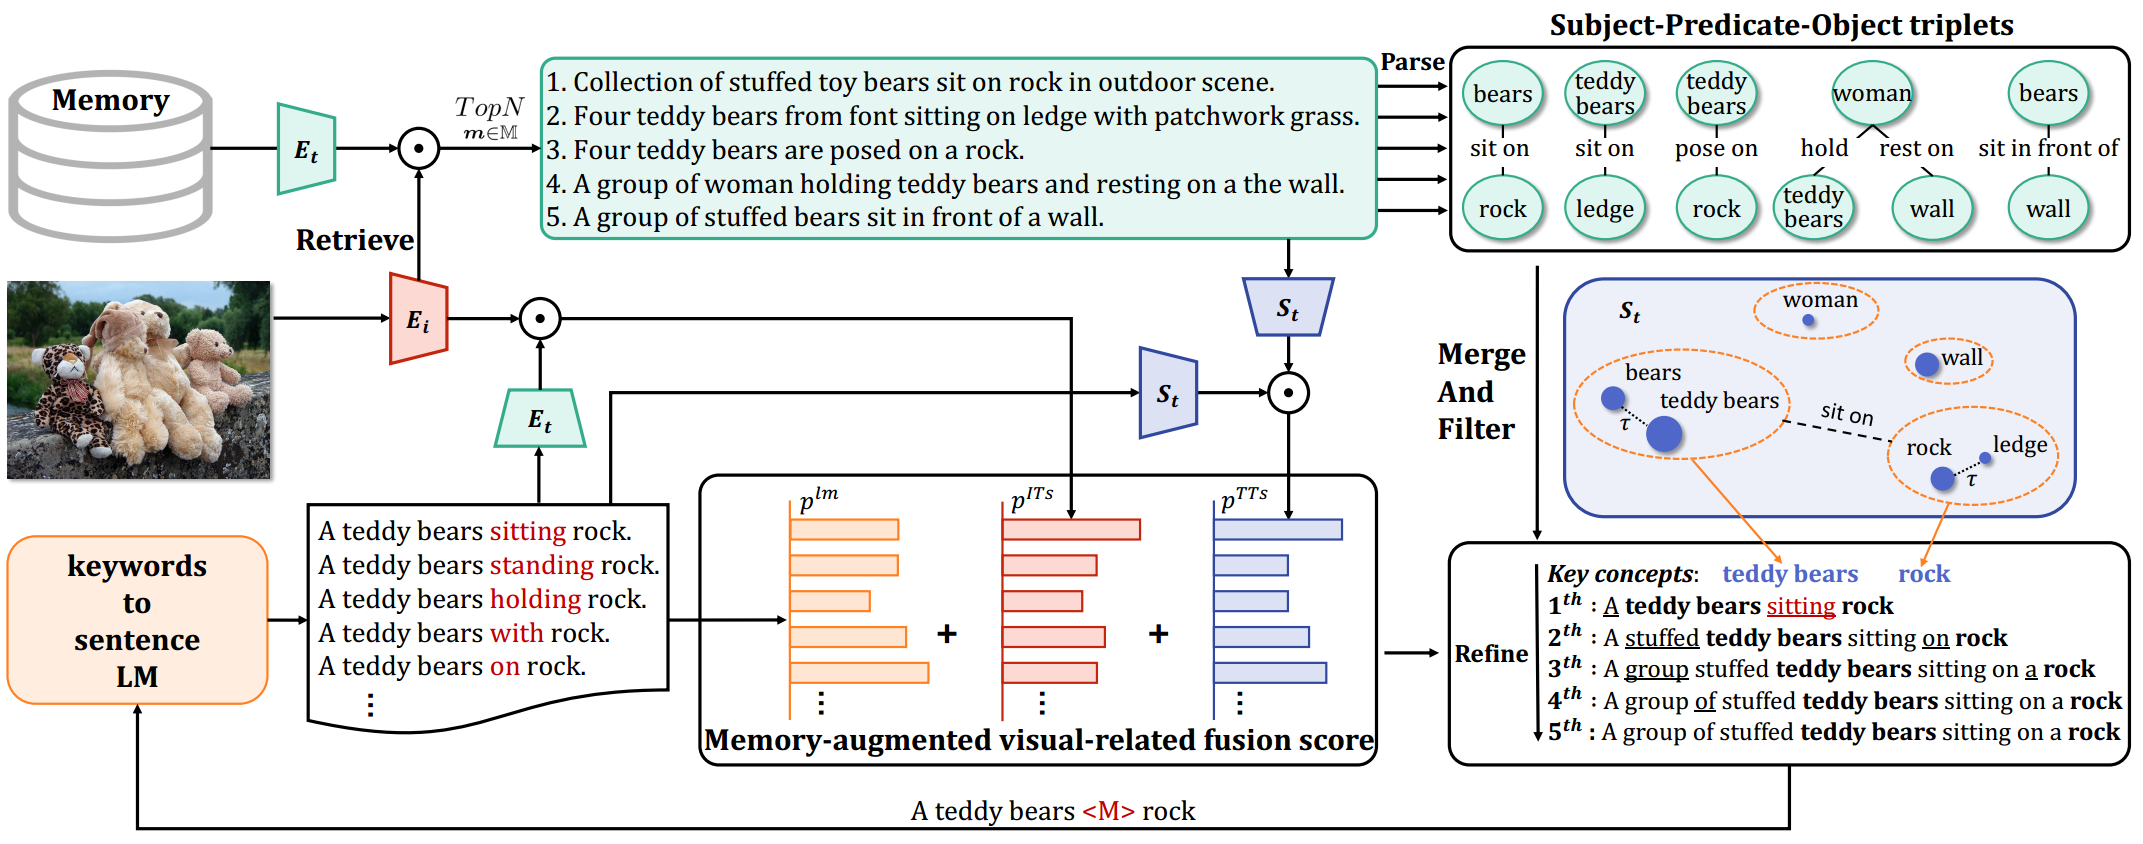 Subject-Predicate-Object triplets
Memory
E_t
TopN
m∈𝕄
1. Collection of stuffed toy bears sit on rock in outdoor scene.
2. Four teddy bears from font sitting on ledge with patchwork grass.
3. Four teddy bears are posed on a rock.
4. A group of woman holding teddy bears and resting on a the wall.
5. A group of stuffed bears sit in front of a wall.
Parse
bears
sit on
rock
teddy
bears
sit on
ledge
teddy
bears
pose on
rock
woman
hold
rest on
teddy
bears
wall
bears
sit in front of
wall
Retrieve
E_i
E_t
S_t
S_t
Merge
And
Filter
S_t
woman
wall
bears
teddy bears
τ
sit on
rock
ledge
τ
keywords
to
sentence
LM
A teddy bears sitting rock.
A teddy bears standing rock.
A teddy bears holding rock.
A teddy bears with rock.
A teddy bears on rock.
⋮
p^{lm}
p^{ITs}
p^{TTs}
+
+
⋮
⋮
⋮
Memory-augmented visual-related fusion score
Refine
Key concepts: teddy bears rock
1^{th} : A teddy bears sitting rock
2^{th} : A stuffed teddy bears sitting on rock
3^{th} : A group stuffed teddy bears sitting on a rock
4^{th} : A group of stuffed teddy bears sitting on a rock
5^{th} : A group of stuffed teddy bears sitting on a rock
A teddy bears <M> rock